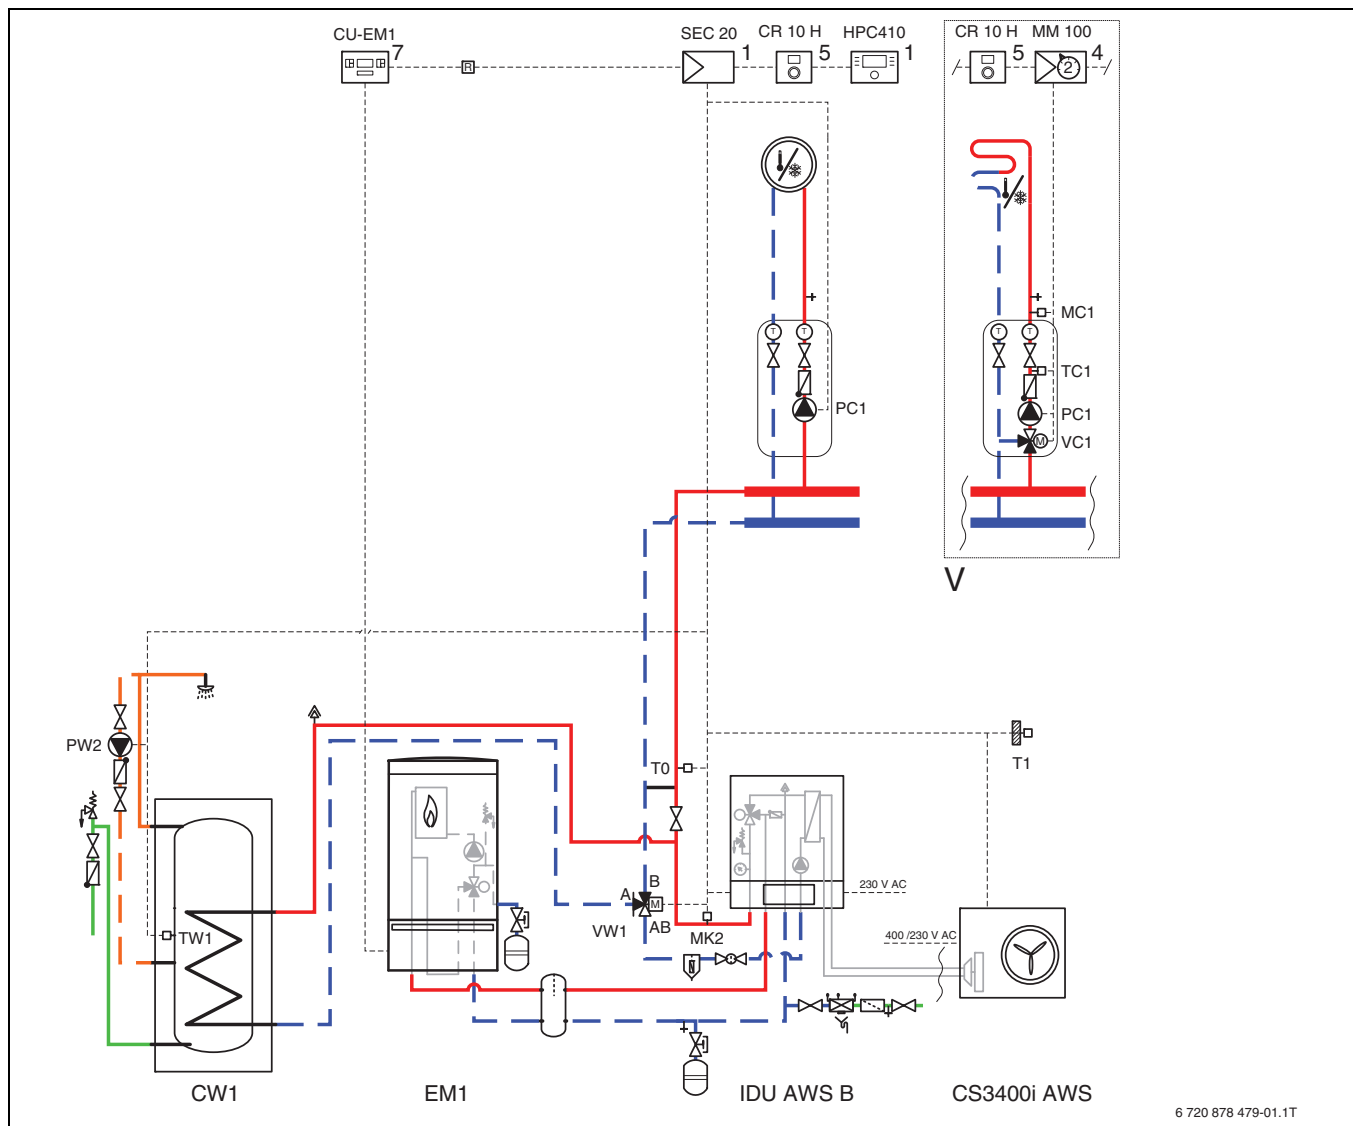 CU-EM1
7
R
SEC 20
1
CR 10 H
5
HPC410
1
CR 10 H
5
MM 100
2
4
MC1
T
T
T
T
TC1
PC1
PC1
VC1
M
V
PW2
T0
T1
230 V AC
A
B
M
AB
VW1
MK2
TW1
400 /230 V AC
CW1
EM1
IDU AWS B
CS3400i AWS
6 720 878 479-01.1T